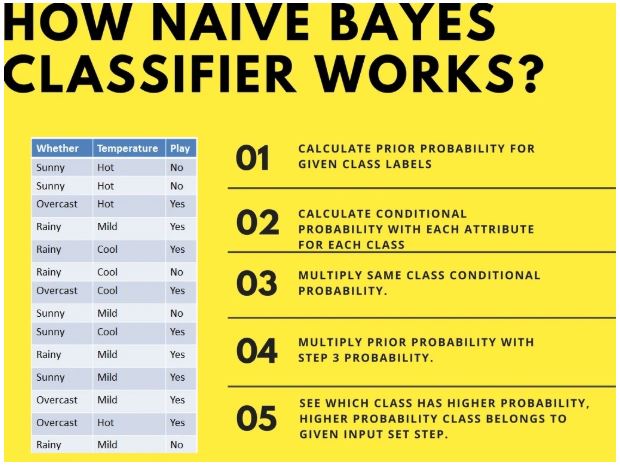 HOW NAIVE BAYES
CLASSIFIER WORKS?
Whether Temperature Play
Sunny Hot No
Sunny Hot No
Overcast Hot Yes
Rainy Mild Yes
Rainy Cool Yes
Rainy Cool No
Overcast Cool Yes
Sunny Mild No
Sunny Cool Yes
Rainy Mild Yes
Sunny Mild Yes
Overcast Mild Yes
Overcast Hot Yes
Rainy Mild No
01
CALCULATE PRIOR PROBABILITY FOR
GIVEN CLASS LABELS
02
CALCULATE CONDITIONAL
PROBABILITY WITH EACH ATTRIBUTE
FOR EACH CLASS
03
MULTIPLY SAME CLASS CONDITIONAL
PROBABILITY.
04
MULTIPLY PRIOR PROBABILITY WITH
STEP 3 PROBABILITY.
05
SEE WHICH CLASS HAS HIGHER PROBABILITY,
HIGHER PROBABILITY CLASS BELONGS TO
GIVEN INPUT SET STEP.